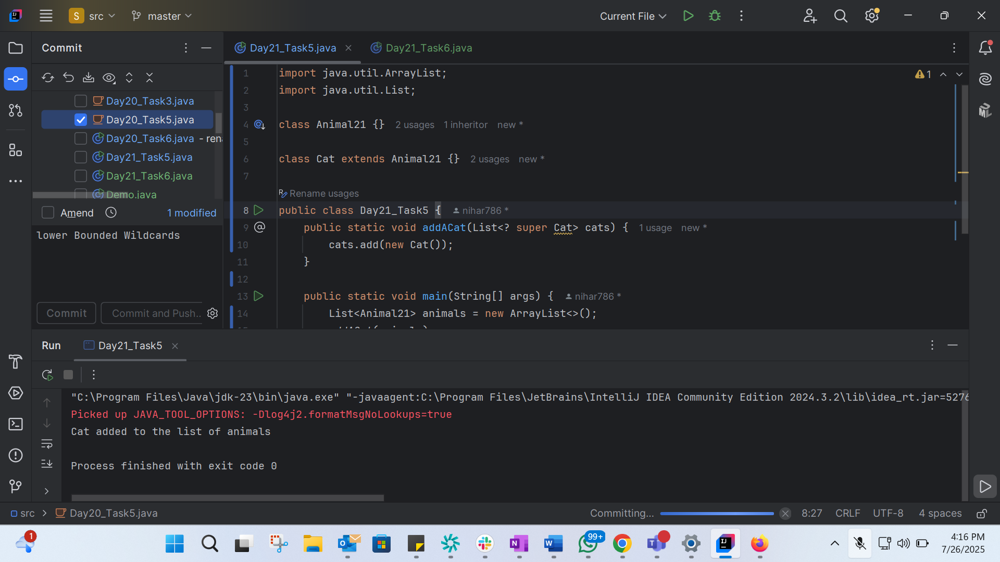 S src master Current File
Commit
Day21_Task5.java Day21_Task6.java
Day20_Task3.java
Day20_Task5.java
Day20_Task6.java - ren
Day21_Task5.java
Day21_Task6.java
Demo.java
Amend 1 modified
lower Bounded Wildcards
Commit Commit and Push..
1 import java.util.ArrayList;
2 import java.util.List;
3
4 class Animal21 {} 2 usages 1 inheritor new *
5
6 class Cat extends Animal21 {} 2 usages new *
7
Rename usages
8 public class Day21_Task5 { nihar786 *
9 public static void addACat(List<? super Cat> cats) { 1 usage new *
10 cats.add(new Cat());
11 }
12
13 public static void main(String[] args) { nihar786 *
14 List<Animal21> animals = new ArrayList<>();
1
Run Day21_Task5
"C:\Program Files\Java\jdk-23\bin\java.exe" "-javaagent:C:\Program Files\JetBrains\IntelliJ IDEA Community Edition 2024.3.2\lib\idea_rt.jar=5276
Picked up JAVA_TOOL_OPTIONS: -Dlog4j2.formatMsgNoLookups=true
Cat added to the list of animals
Process finished with exit code 0
src > Day20_Task5.java Committing... 8:27 CRLF UTF-8 4 spaces
1 99+ 4:16 PM
7/26/2025